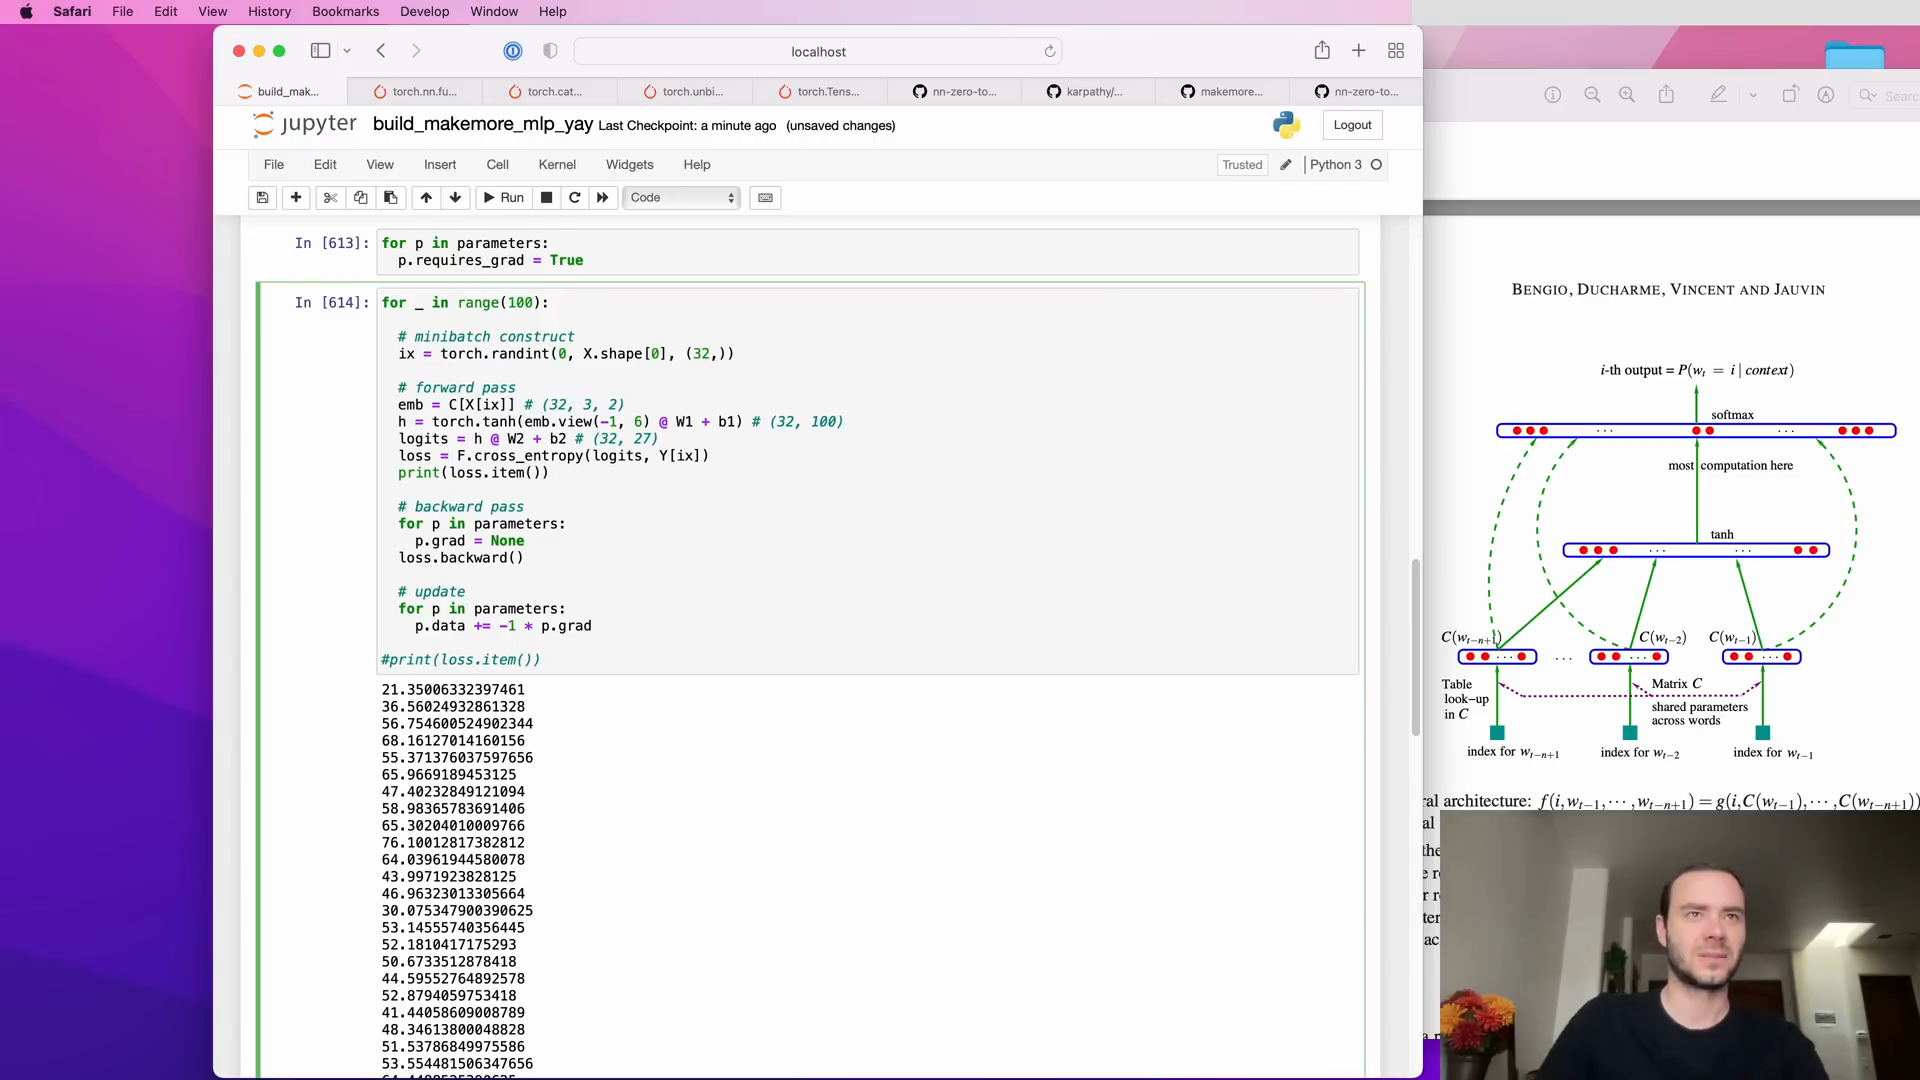 Safari File Edit View History Bookmarks Develop Window Help
localhost
build_mak... torch.nn.fu... torch.cat... torch.unbi... torch.Tens... nn-zero-to... karpathy/... makemore... nn-zero-to...
Search
jupyter build_makemore_mlp_yay Last Checkpoint: a minute ago (unsaved changes)
Logout
File Edit View Insert Cell Kernel Widgets Help
Trusted Python 3
Run Code
In [613]: for p in parameters:
p.requires_grad = True
In [614]: for _ in range(100):
# minibatch construct
ix = torch.randint(0, X.shape[0], (32,))
# forward pass
emb = C[X[ix]] # (32, 3, 2)
h = torch.tanh(emb.view(-1, 6) @ W1 + b1) # (32, 100)
logits = h @ W2 + b2 # (32, 27)
loss = F.cross_entropy(logits, Y[ix])
print(loss.item())
# backward pass
for p in parameters:
p.grad = None
loss.backward()
# update
for p in parameters:
p.data += -1 * p.grad
#print(loss.item())
21.35006332397461
36.56024932861328
56.754600524902344
68.16127014160156
55.371376037597656
65.9669189453125
47.40232849121094
58.98365783691406
65.30204010009766
76.10012817382812
64.03961944580078
43.9971923828125
46.96323013305664
30.075347900390625
53.14555740356445
52.1810417175293
50.6733512878418
44.59552764892578
52.8794059753418
41.44058609008789
48.34613800048828
51.53786849975586
53.554481506347656
BENGIO, DUCHARME, VINCENT AND JAUVIN
i-th output = P(w_t = i | context)
softmax
. . .
. . .
most computation here
tanh
. . .
. . .
C(w_{t−n+1}) C(w_{t−2}) C(w_{t−1})
. . .
Table look−up in C
Matrix C
shared parameters across words
index for w_{t−n+1} index for w_{t−2} index for w_{t−1}
ral architecture: f(i, w_{t−1}, ··· , w_{t−n+1}) = g(i, C(w_{t−1}), ··· , C(w_{t−n+1}))
al
the